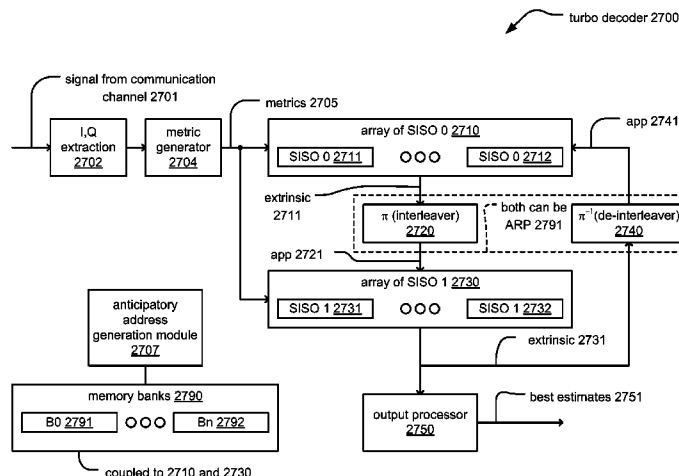 turbo decoder 2700
signal from communication
channel 2701
metrics 2705
I,Q
extraction
2702
metric
generator
2704
array of SISO 0 2710
SISO 0 2711
SISO 0 2712
app 2741
extrinsic
2711
π (interleaver)
2720
both can be
ARP 2791
π⁻¹(de-interleaver)
2740
app 2721
array of SISO 1 2730
SISO 1 2731
SISO 1 2732
anticipatory
address
generation module
2707
extrinsic 2731
memory banks 2790
B0 2791
Bn 2792
output processor
2750
best estimates 2751
coupled to 2710 and 2730